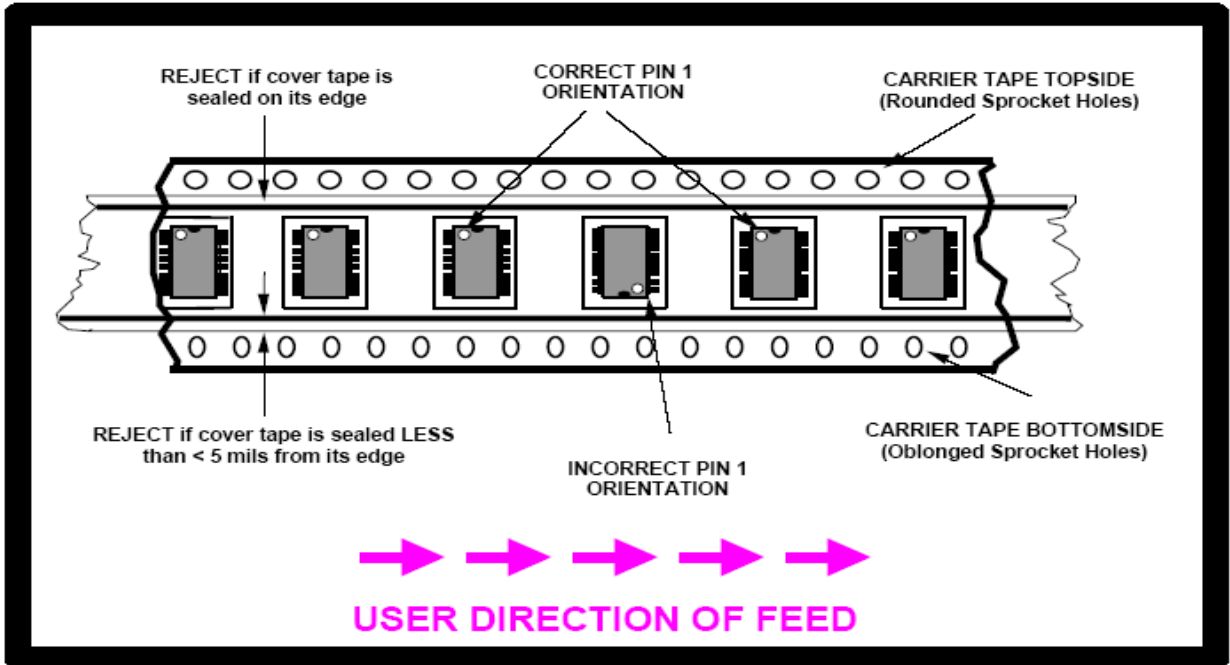 REJECT if cover tape is
sealed on its edge
CORRECT PIN 1
ORIENTATION
CARRIER TAPE TOPSIDE
(Rounded Sprocket Holes)
REJECT if cover tape is sealed LESS
than < 5 mils from its edge
INCORRECT PIN 1
ORIENTATION
CARRIER TAPE BOTTOMSIDE
(Oblonged Sprocket Holes)
USER DIRECTION OF FEED